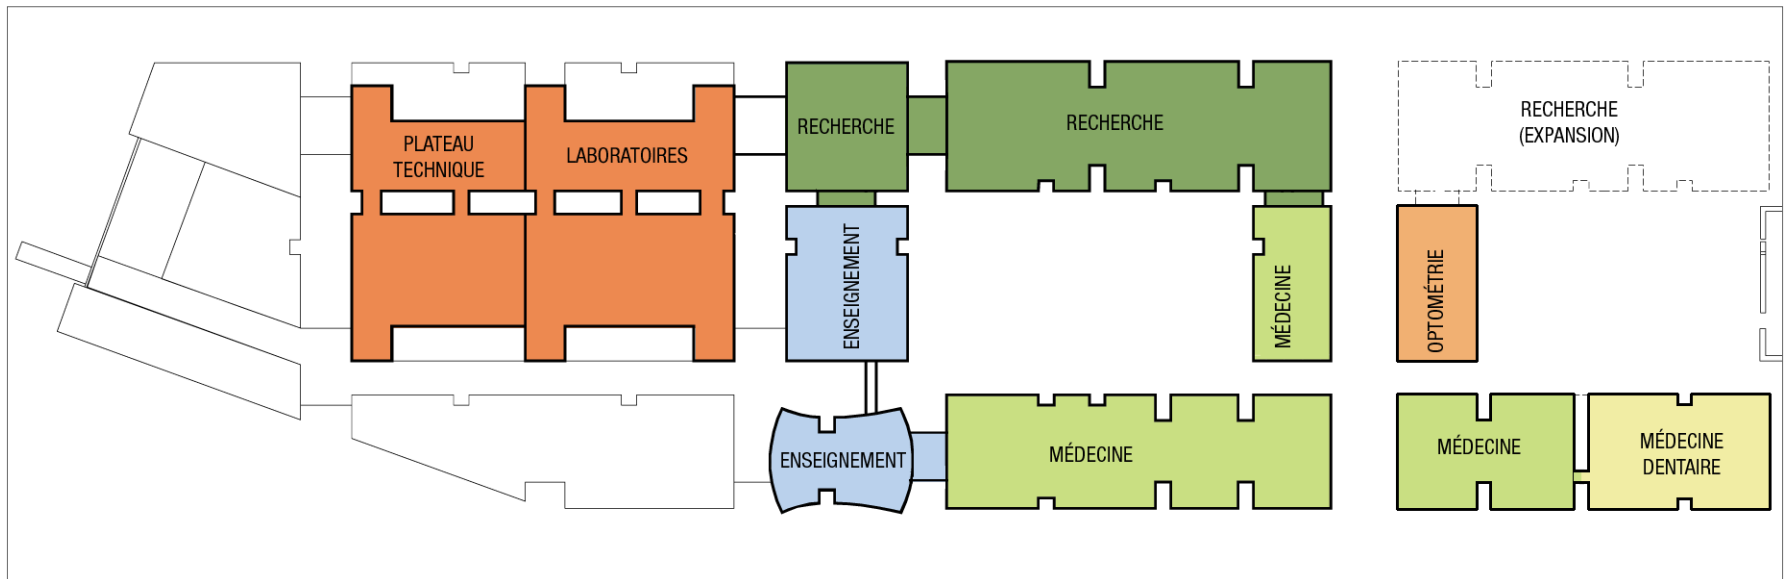 PLATEAU
TECHNIQUE
LABORATOIRES
RECHERCHE
RECHERCHE
RECHERCHE
(EXPANSION)
ENSEIGNEMENT
MÉDECINE
OPTOMÉTRIE
ENSEIGNEMENT
MÉDECINE
MÉDECINE
MÉDECINE
DENTAIRE